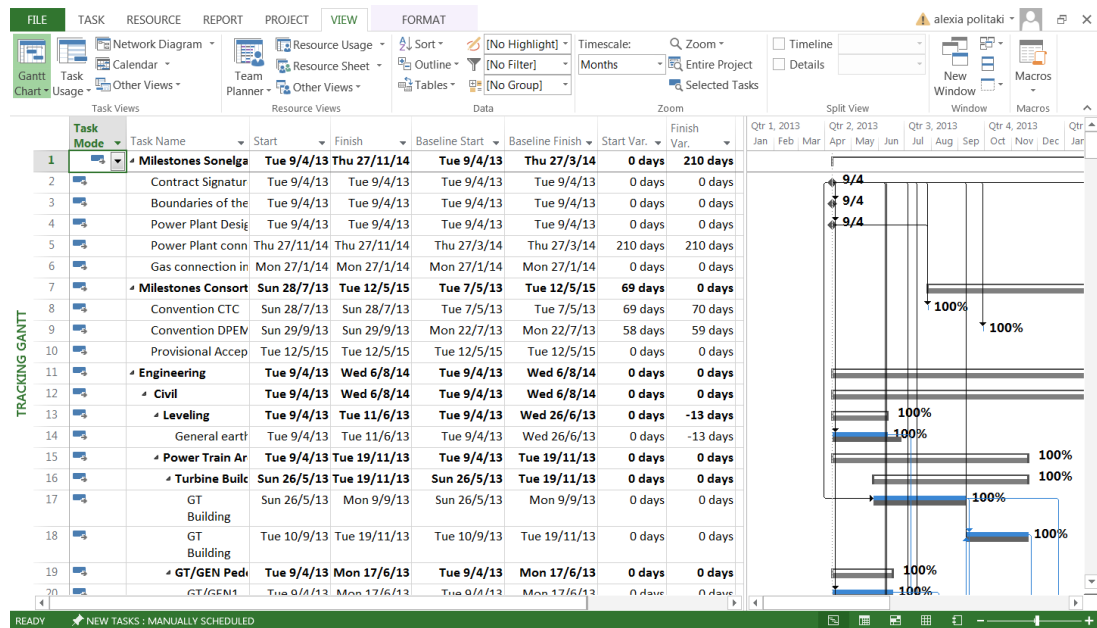 FILE TASK RESOURCE REPORT PROJECT VIEW FORMAT alexia politaki
Gantt Chart
Task Usage
Network Diagram
Calendar
Other Views
Task Views
Team Planner
Resource Usage
Resource Sheet
Other Views
Resource Views
Sort
Outline
Tables
[No Highlight]
[No Filter]
[No Group]
Data
Timescale:
Months
Zoom
Entire Project
Selected Tasks
Zoom
Timeline
Details
Split View
New Window
Window
Macros
Macros
TRACKING GANTT
Task Mode Task Name Start Finish Baseline Start Baseline Finish Start Var. Finish Var.
Qtr 1, 2013 Qtr 2, 2013 Qtr 3, 2013 Qtr 4, 2013 Qtr
Jan Feb Mar Apr May Jun Jul Aug Sep Oct Nov Dec Jan
1 Milestones Sonelga Tue 9/4/13 Thu 27/11/14 Tue 9/4/13 Thu 27/3/14 0 days 210 days
2 Contract Signatur Tue 9/4/13 Tue 9/4/13 Tue 9/4/13 Tue 9/4/13 0 days 0 days 9/4
3 Boundaries of the Tue 9/4/13 Tue 9/4/13 Tue 9/4/13 Tue 9/4/13 0 days 0 days 9/4
4 Power Plant Desig Tue 9/4/13 Tue 9/4/13 Tue 9/4/13 Tue 9/4/13 0 days 0 days 9/4
5 Power Plant conn Thu 27/11/14 Thu 27/11/14 Thu 27/3/14 Thu 27/3/14 210 days 210 days
6 Gas connection in Mon 27/1/14 Mon 27/1/14 Mon 27/1/14 Mon 27/1/14 0 days 0 days
7 Milestones Consort Sun 28/7/13 Tue 12/5/15 Tue 7/5/13 Tue 12/5/15 69 days 0 days
8 Convention CTC Sun 28/7/13 Sun 28/7/13 Tue 7/5/13 Tue 7/5/13 69 days 70 days 100%
9 Convention DPEM Sun 29/9/13 Sun 29/9/13 Mon 22/7/13 Mon 22/7/13 58 days 59 days 100%
10 Provisional Accep Tue 12/5/15 Tue 12/5/15 Tue 12/5/15 Tue 12/5/15 0 days 0 days
11 Engineering Tue 9/4/13 Wed 6/8/14 Tue 9/4/13 Wed 6/8/14 0 days 0 days
12 Civil Tue 9/4/13 Wed 6/8/14 Tue 9/4/13 Wed 6/8/14 0 days 0 days
13 Leveling Tue 9/4/13 Tue 11/6/13 Tue 9/4/13 Wed 26/6/13 0 days -13 days 100%
14 General earth Tue 9/4/13 Tue 11/6/13 Tue 9/4/13 Wed 26/6/13 0 days -13 days 100%
15 Power Train Ar Tue 9/4/13 Tue 19/11/13 Tue 9/4/13 Tue 19/11/13 0 days 0 days 100%
16 Turbine Build Sun 26/5/13 Tue 19/11/13 Sun 26/5/13 Tue 19/11/13 0 days 0 days 100%
17 GT Building Sun 26/5/13 Mon 9/9/13 Sun 26/5/13 Mon 9/9/13 0 days 0 days 100%
18 GT Building Tue 10/9/13 Tue 19/11/13 Tue 10/9/13 Tue 19/11/13 0 days 0 days 100%
19 GT/GEN Pede Tue 9/4/13 Mon 17/6/13 Tue 9/4/13 Mon 17/6/13 0 days 0 days 100%
20 GT/GEN1 Tue 9/4/13 Mon 17/6/13 Tue 9/4/13 Mon 17/6/13 0 days 0 days 100%
READY NEW TASKS : MANUALLY SCHEDULED